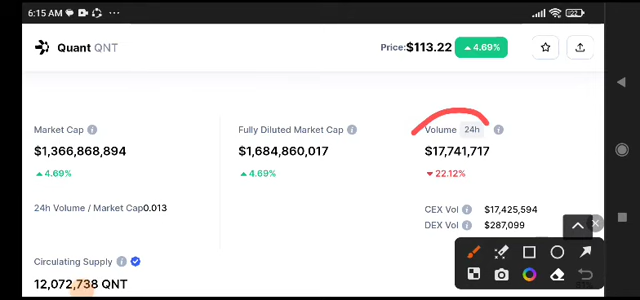 6:15 AM
22
Quant QNT
Price:$113.22 4.69%
Market Cap
$1,366,868,894
4.69%
24h Volume / Market Cap0.013
Fully Diluted Market Cap
$1,684,860,017
4.69%
Volume 24h
$17,741,717
22.12%
CEX Vol $17,425,594
DEX Vol $287,099
Circulating Supply
12,072,738 QNT